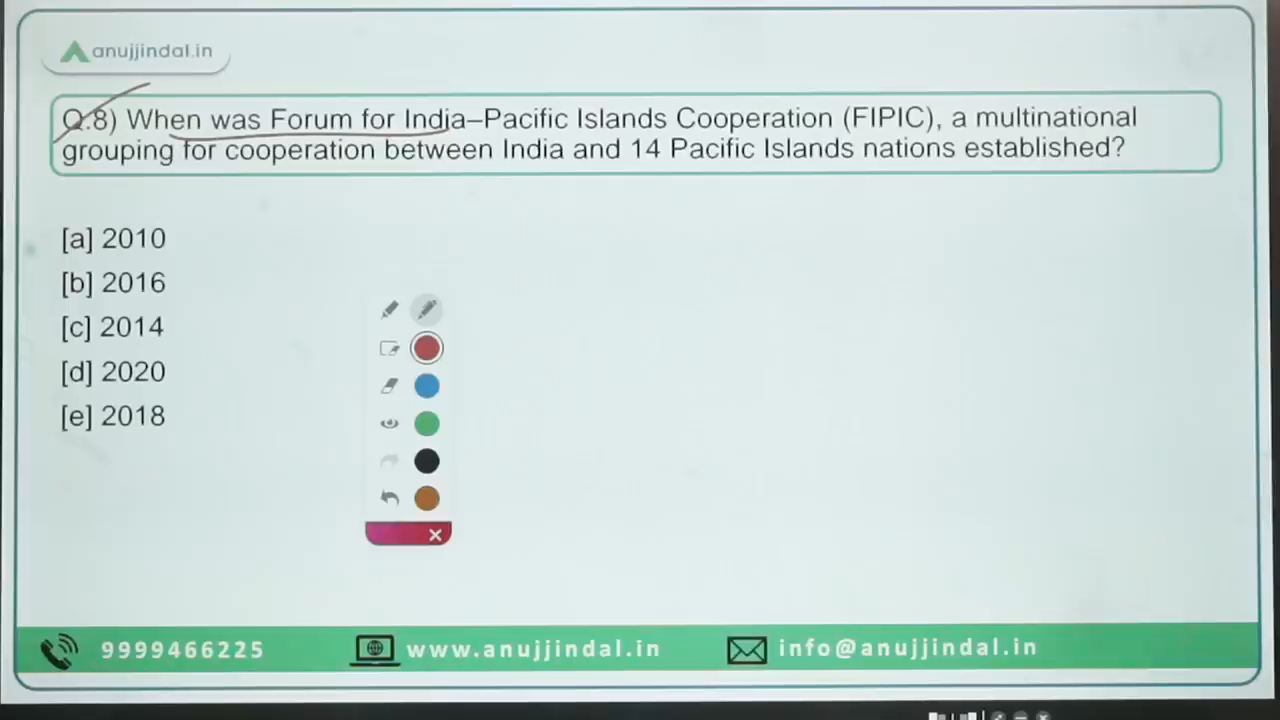 anujjindal.in
Q.8) When was Forum for India–Pacific Islands Cooperation (FIPIC), a multinational
grouping for cooperation between India and 14 Pacific Islands nations established?
[a] 2010
[b] 2016
[c] 2014
[d] 2020
[e] 2018
9999466225
www.anujjindal.in
info@anujjindal.in